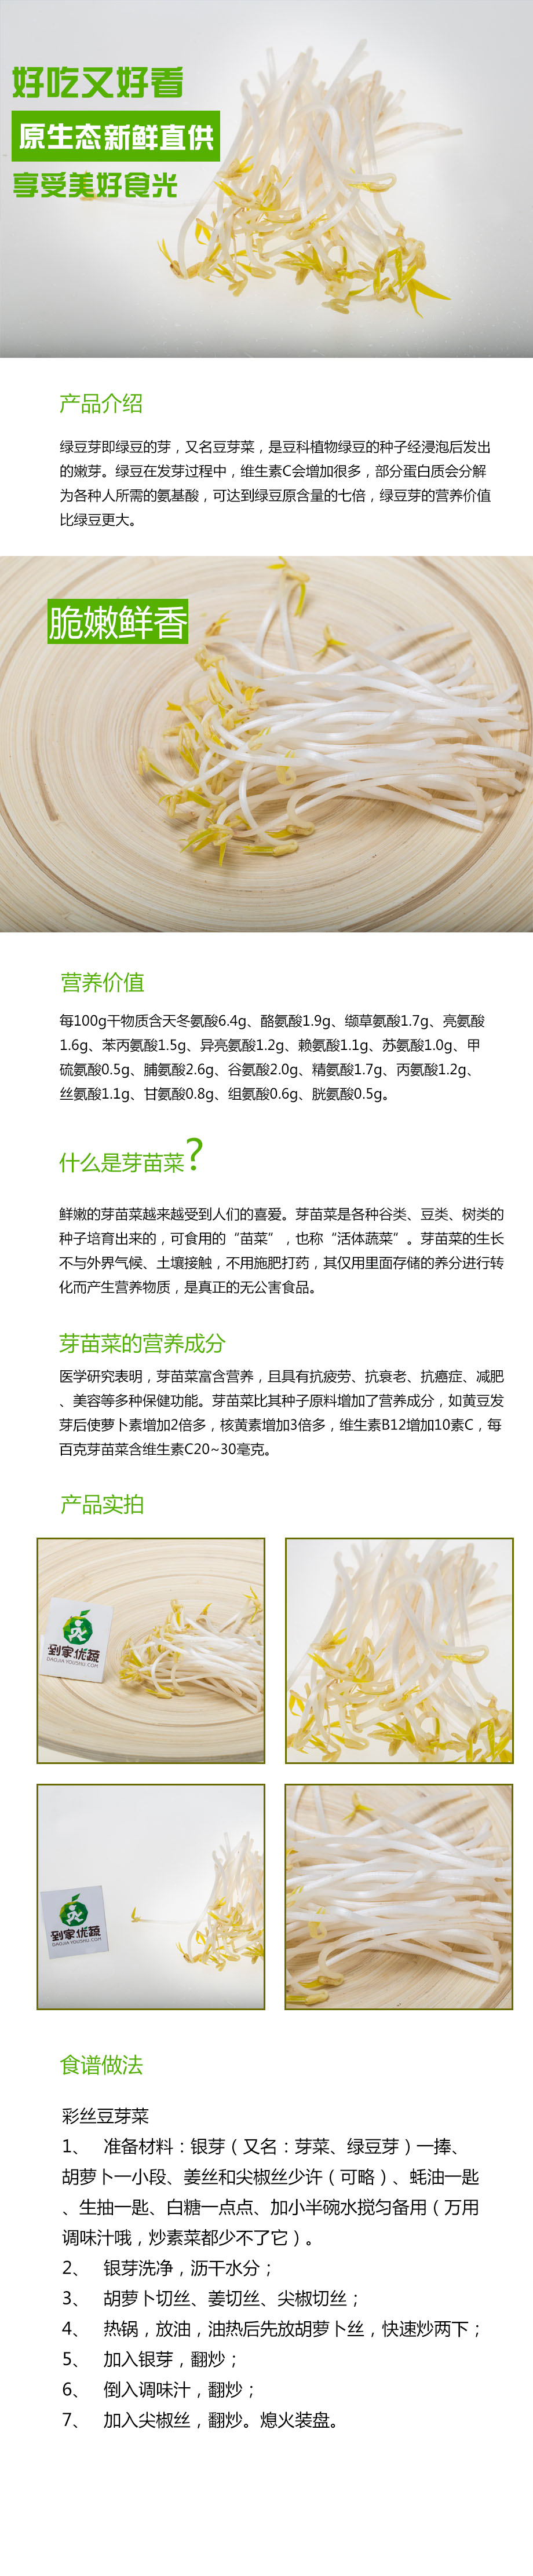 好吃又好看
原生态新鲜直供
享受美好食光
产品介绍
绿豆芽即绿豆的芽，又名豆芽菜，是豆科植物绿豆的种子经浸泡后发出
的嫩芽。绿豆在发芽过程中，维生素C会增加很多，部分蛋白质会分解
为各种人所需的氨基酸，可达到绿豆原含量的七倍，绿豆芽的营养价值
比绿豆更大。
脆嫩鲜香
营养价值
每100g干物质含天冬氨酸6.4g、酪氨酸1.9g、缬草氨酸1.7g、亮氨酸
1.6g、苯丙氨酸1.5g、异亮氨酸1.2g、赖氨酸1.1g、苏氨酸1.0g、甲
硫氨酸0.5g、脯氨酸2.6g、谷氨酸2.0g、精氨酸1.7g、丙氨酸1.2g、
丝氨酸1.1g、甘氨酸0.8g、组氨酸0.6g、胱氨酸0.5g。
什么是芽苗菜?
鲜嫩的芽苗菜越来越受到人们的喜爱。芽苗菜是各种谷类、豆类、树类的
种子培育出来的，可食用的“苗菜”，也称“活体蔬菜”。芽苗菜的生长
不与外界气候、土壤接触，不用施肥打药，其仅用里面存储的养分进行转
化而产生营养物质，是真正的无公害食品。
芽苗菜的营养成分
医学研究表明，芽苗菜富含营养，且具有抗疲劳、抗衰老、抗癌症、减肥
、美容等多种保健功能。芽苗菜比其种子原料增加了营养成分，如黄豆发
芽后使萝卜素增加2倍多，核黄素增加3倍多，维生素B12增加10素C，每
百克芽苗菜含维生素C20~30毫克。
产品实拍
到家优蔬
DAOJIA YOUSHU.COM
到家优蔬
DAOJIA YOUSHU.COM
食谱做法
彩丝豆芽菜
1、 准备材料：银芽（又名：芽菜、绿豆芽）一捧、
胡萝卜一小段、姜丝和尖椒丝少许（可略）、蚝油一匙
、生抽一匙、白糖一点点、加小半碗水搅匀备用（万用
调味汁哦，炒素菜都少不了它）。
2、 银芽洗净，沥干水分；
3、 胡萝卜切丝、姜切丝、尖椒切丝；
4、 热锅，放油，油热后先放胡萝卜丝，快速炒两下；
5、 加入银芽，翻炒；
6、 倒入调味汁，翻炒；
7、 加入尖椒丝，翻炒。熄火装盘。